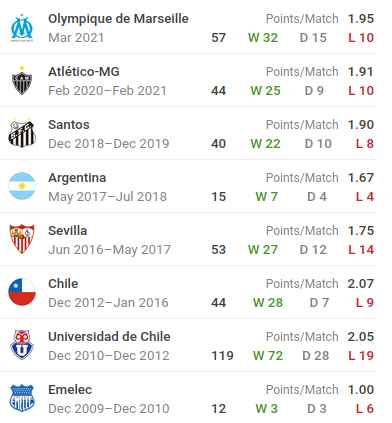 Olympique de Marseille Points/Match 1.95
Mar 2021 57 W 32 D 15 L 10
Atlético-MG Points/Match 1.91
Feb 2020–Feb 2021 44 W 25 D 9 L 10
Santos Points/Match 1.90
Dec 2018–Dec 2019 40 W 22 D 10 L 8
Argentina Points/Match 1.67
May 2017–Jul 2018 15 W 7 D 4 L 4
Sevilla Points/Match 1.75
Jun 2016–May 2017 53 W 27 D 12 L 14
Chile Points/Match 2.07
Dec 2012–Jan 2016 44 W 28 D 7 L 9
Universidad de Chile Points/Match 2.05
Dec 2010–Dec 2012 119 W 72 D 28 L 19
Emelec Points/Match 1.00
Dec 2009–Dec 2010 12 W 3 D 3 L 6